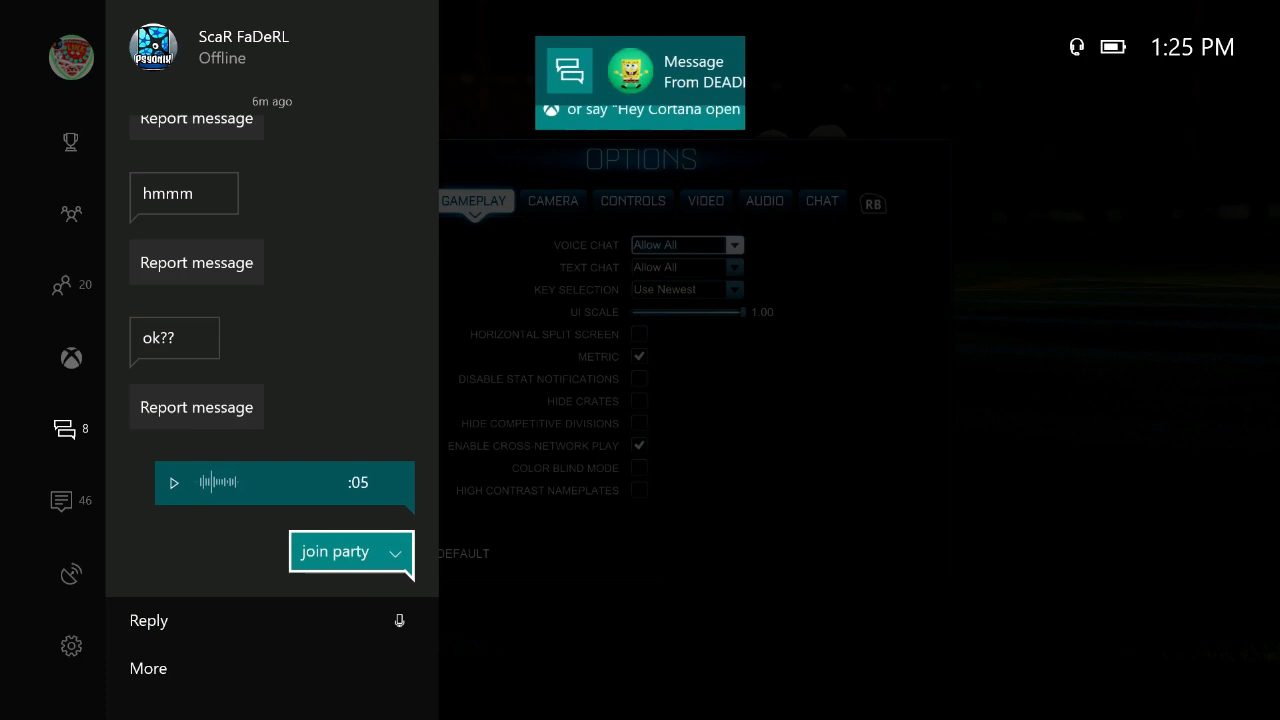 ScaR FaDeRL
Offline
PSYONIX
6m ago
Report message
hmmm
Report message
ok??
Report message
:05
join party
Reply
More
20
8
46
Message
From DEAD
or say "Hey Cortana open
1:25 PM
OPTIONS
GAMEPLAY CAMERA CONTROLS VIDEO AUDIO CHAT RB
VOICE CHAT Allow All
TEXT CHAT Allow All
KEY SELECTION Use Newest
UI SCALE 1.00
HORIZONTAL SPLIT SCREEN
METRIC
DISABLE STAT NOTIFICATIONS
HIDE CRATES
HIDE COMPETITIVE DIVISIONS
ENABLE CROSS-NETWORK PLAY
COLOR BLIND MODE
HIGH CONTRAST NAMEPLATES
DEFAULT